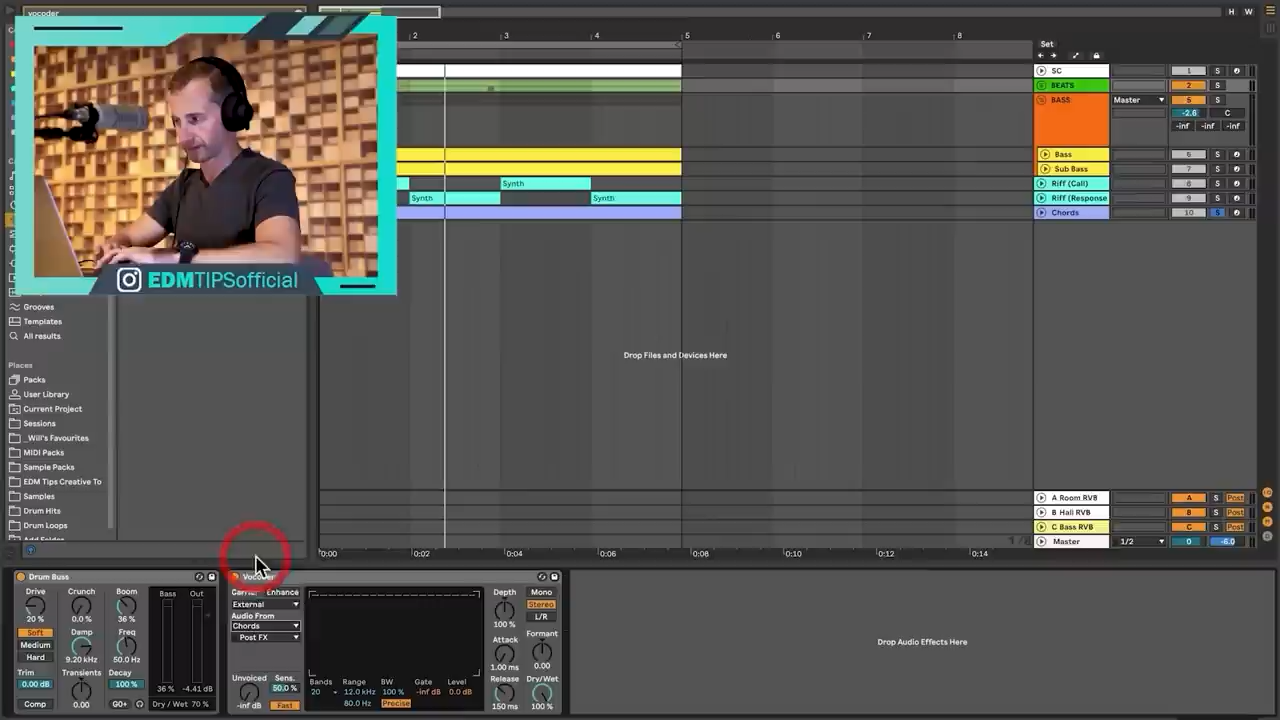 vocoder
H W
2 3 4 5 6 7 8
Set
SC 1 S
BEATS 2 S
BASS Master 5 S
-2.6 C
-inf -inf -inf
Bass 6 S
Sub Bass 7 S
Synth Riff (Call) 8 S
Synth Synth Riff (Response 9 S
Chords 10 S
EDMTIPSofficial
Grooves
Templates
All results
Drop Files and Devices Here
Places
Packs
User Library
Current Project
Sessions
_Will's Favourites
MIDI Packs
Sample Packs
EDM Tips Creative To
Samples
Drum Hits
Drum Loops
Add Folder
A Room RVB A S Post
B Hall RVB B S Post
C Bass RVB C S Post
1/8
Master 1/2 0 -6.0
0:00 0:02 0:04 0:06 0:08 0:10 0:12 0:14
Drum Buss
Drive Crunch Boom Bass Out
20 % 0.0 % 36 %
Soft Damp Freq
Medium
Hard 9.20 kHz 50.0 Hz
Trim Transients Decay
0.00 dB 100 % 36 % -4.41 dB
Comp 0.00 G0+ Dry / Wet 70 %
Vocoder
Carrier Enhance
External
Audio From
Chords
Post FX
Unvoiced Sens.
50.0 %
-inf dB Fast
Bands Range BW Gate Level
20 12.0 kHz 100 % -inf dB 0.0 dB
80.0 Hz Precise
Depth Mono
Stereo
100 % L/R
Attack Formant
1.00 ms 0.00
Release Dry/Wet
150 ms 100 %
Drop Audio Effects Here